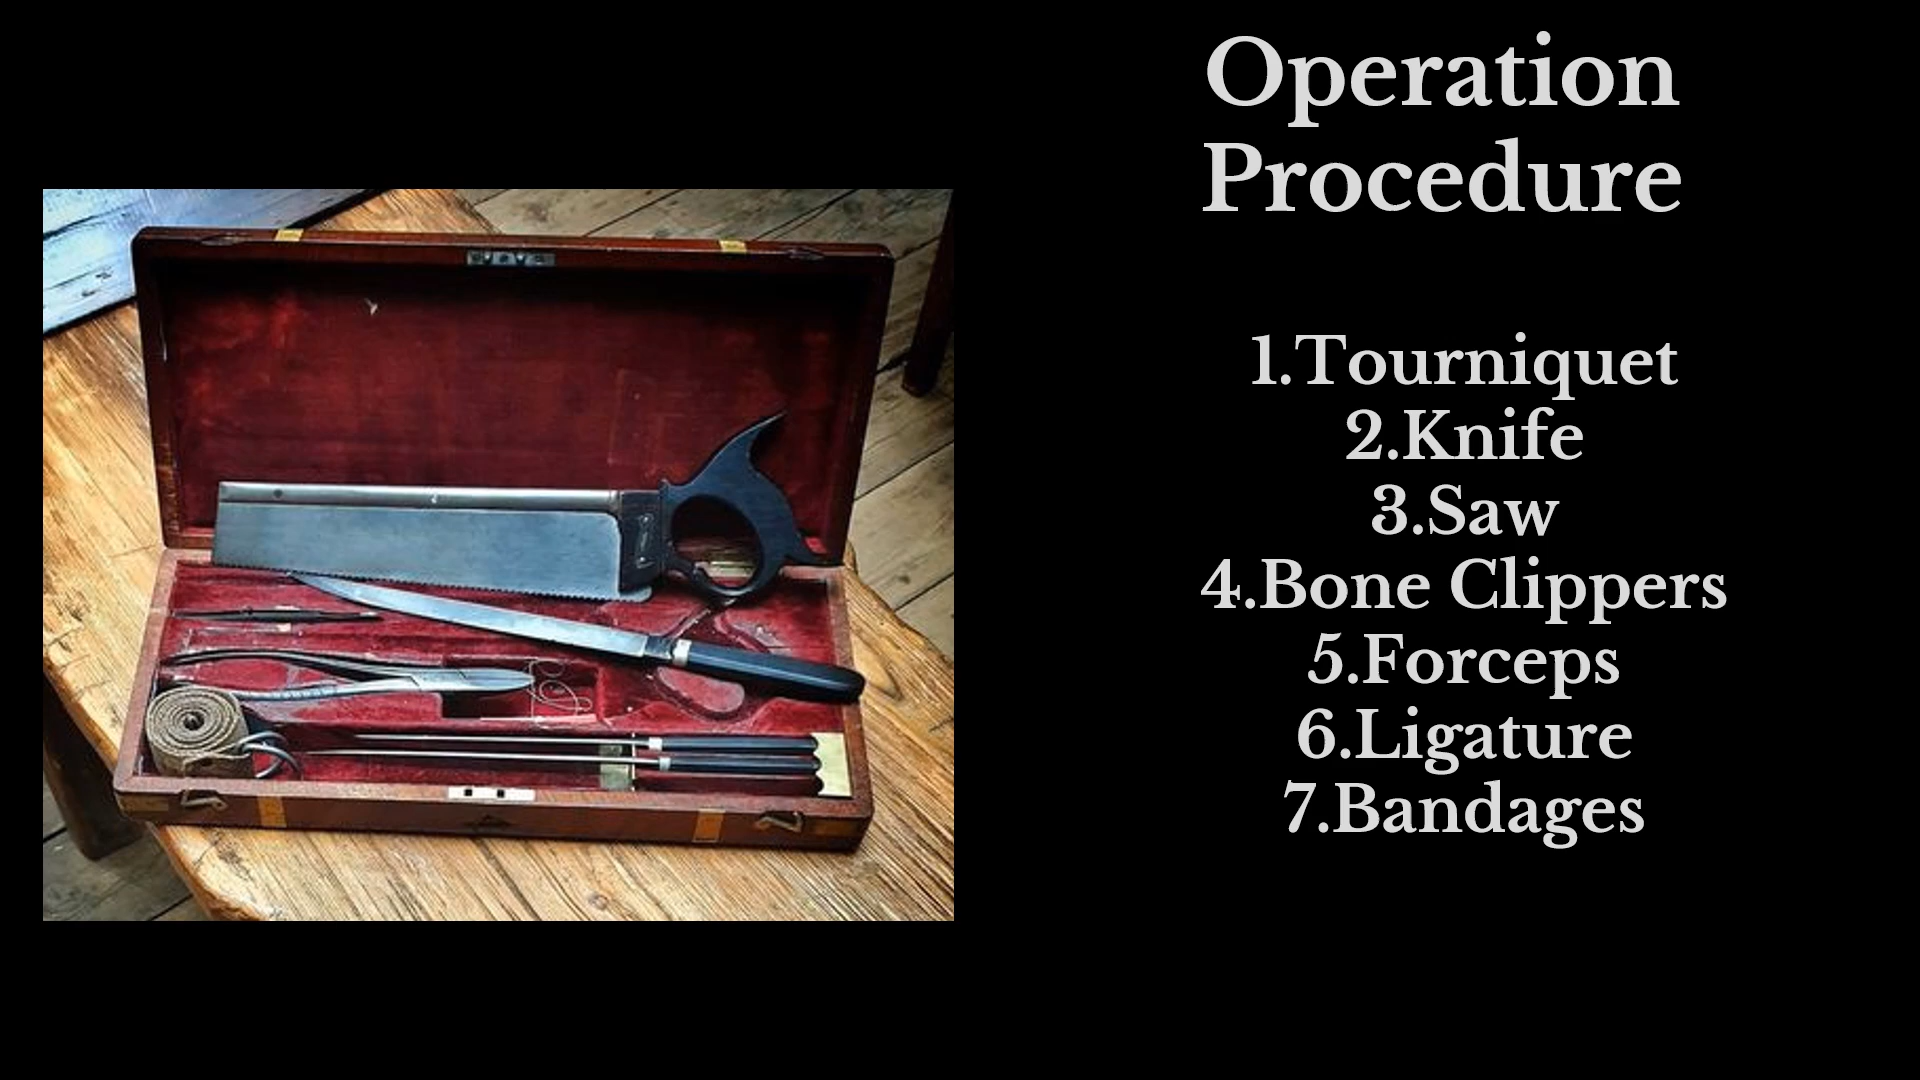 Operation
Procedure
1.Tourniquet
2.Knife
3.Saw
4.Bone Clippers
5.Forceps
6.Ligature
7.Bandages